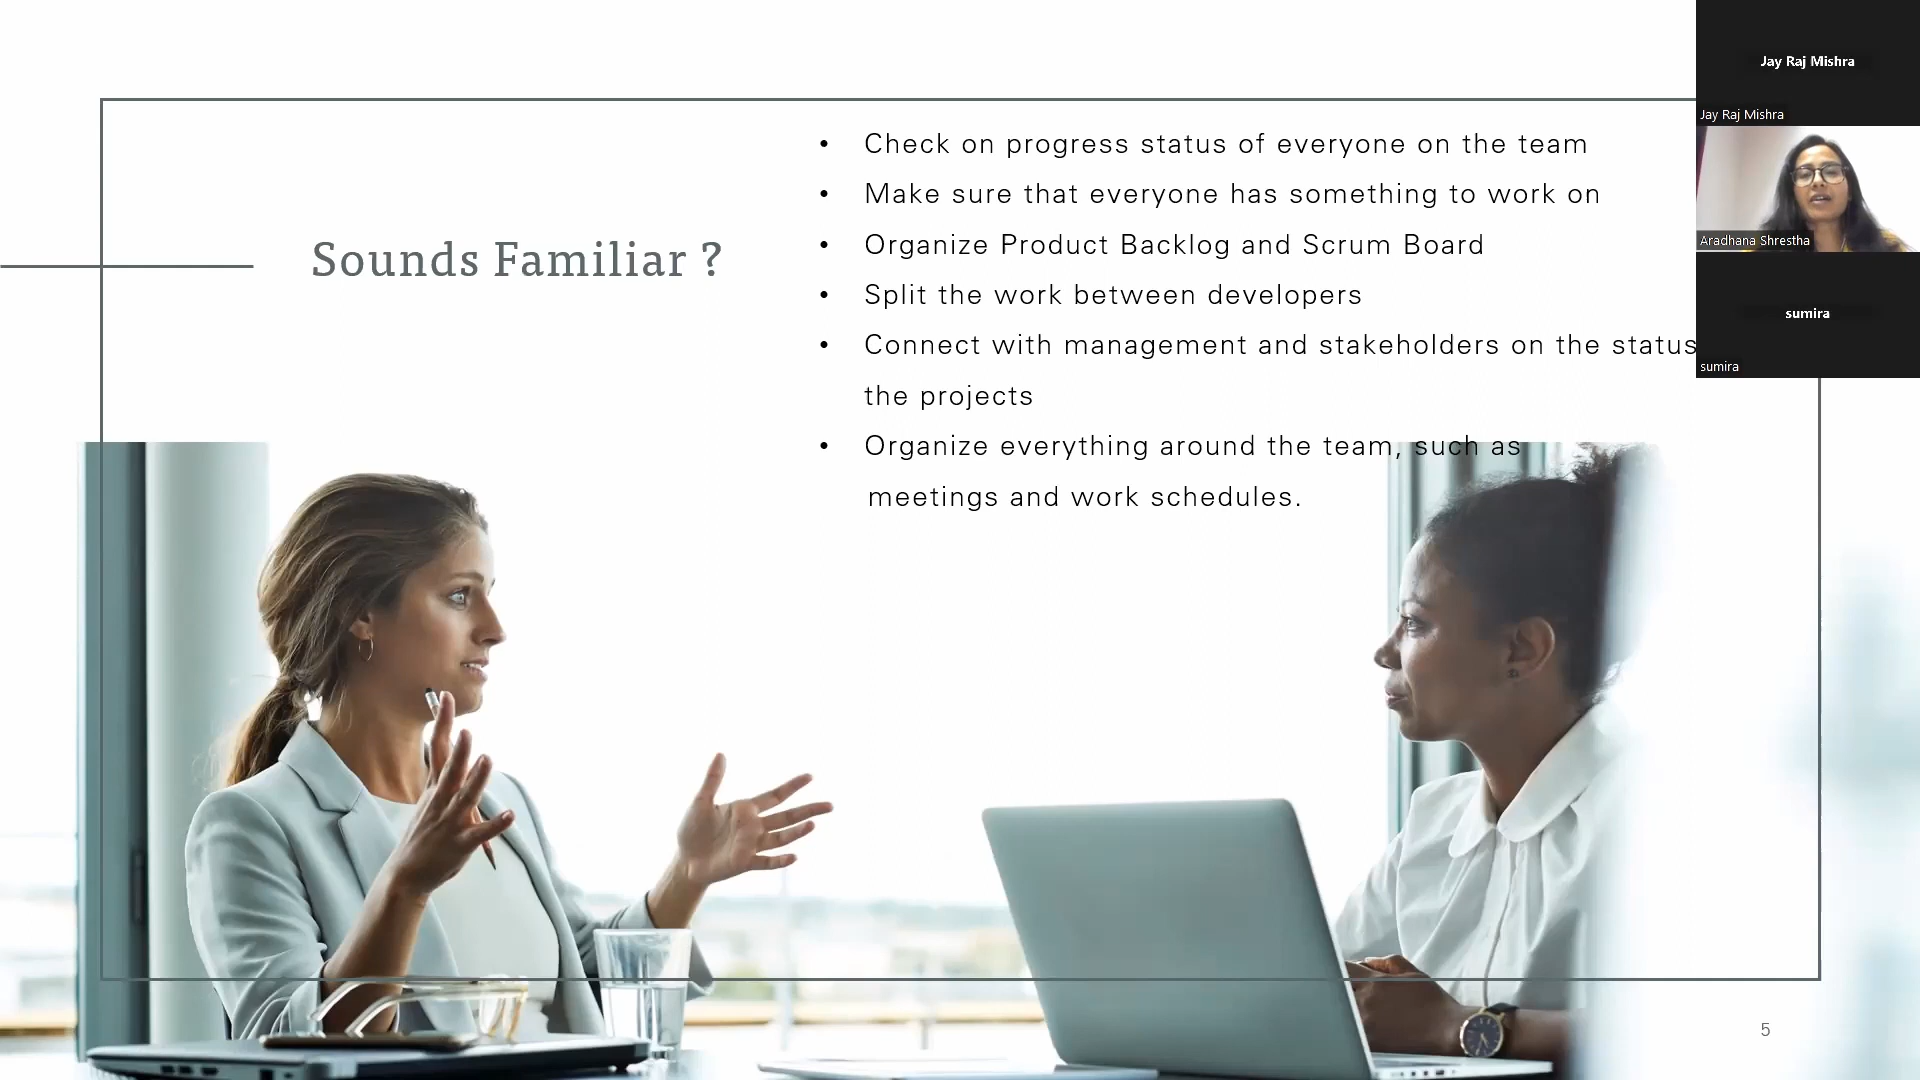 Sounds Familiar ?
• Check on progress status of everyone on the team
• Make sure that everyone has something to work on
• Organize Product Backlog and Scrum Board
• Split the work between developers
• Connect with management and stakeholders on the status
the projects
• Organize everything around the team, such as
meetings and work schedules.
Jay Raj Mishra
Jay Raj Mishra
Aradhana Shrestha
sumira
sumira
5